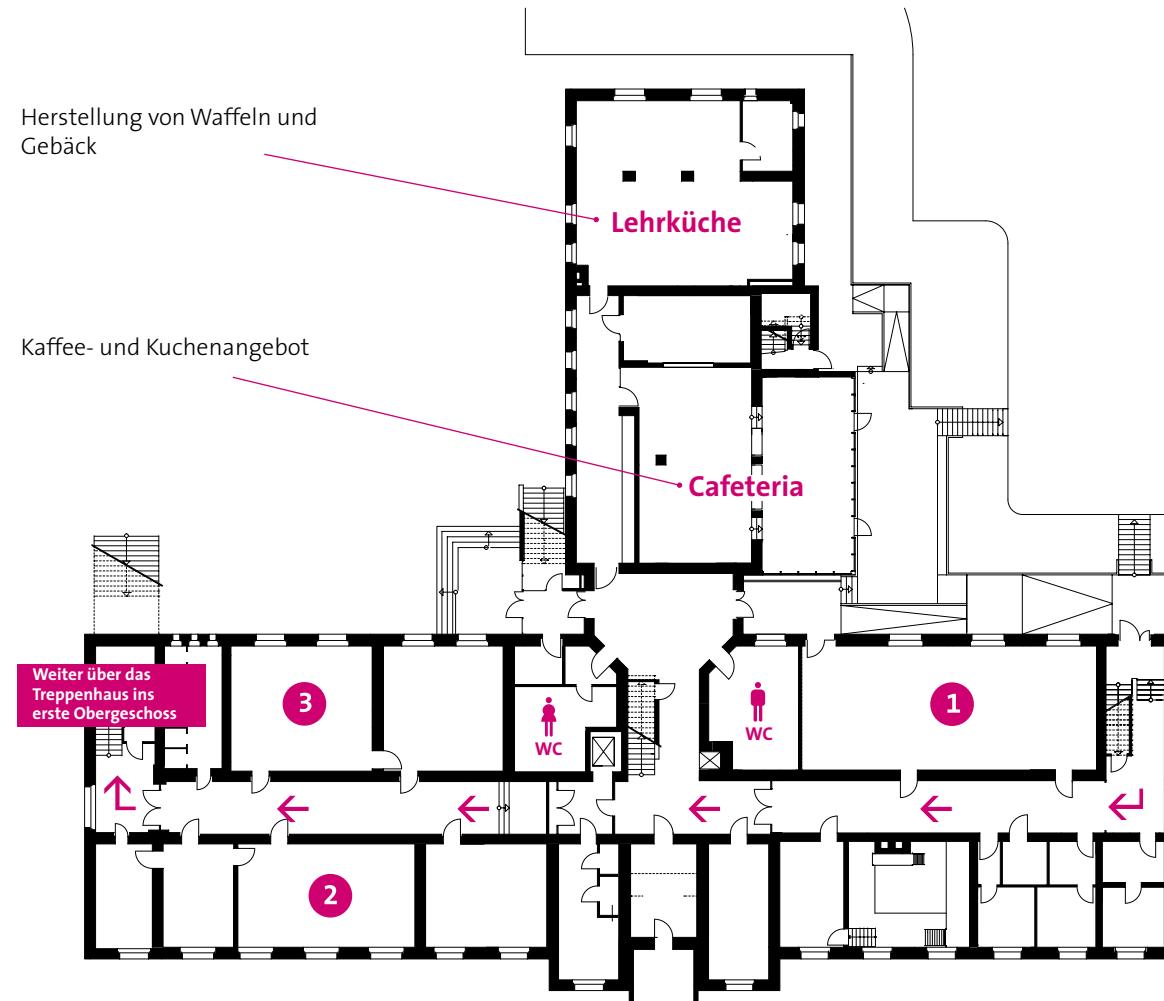 Herstellung von Waffeln und
Gebäck
Lehrküche
Kaffee- und Kuchenangebot
Cafeteria
Weiter über das
Treppenhaus ins
erste Obergeschoss
3
WC
WC
1
2